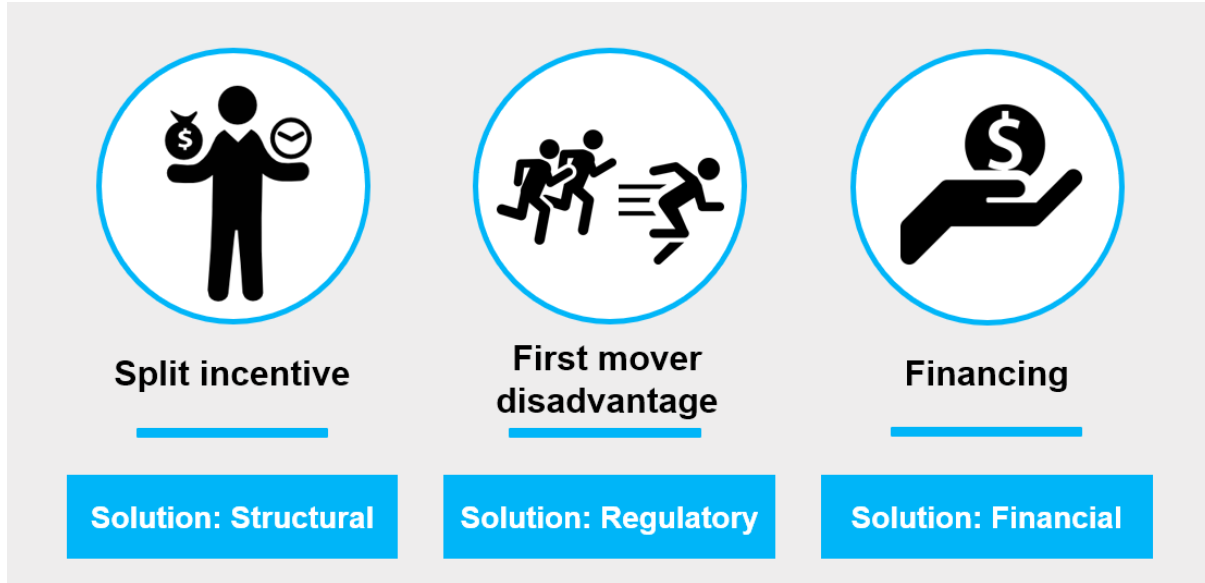 $
$
Split incentive
First mover
disadvantage
Financing
Solution: Structural
Solution: Regulatory
Solution: Financial